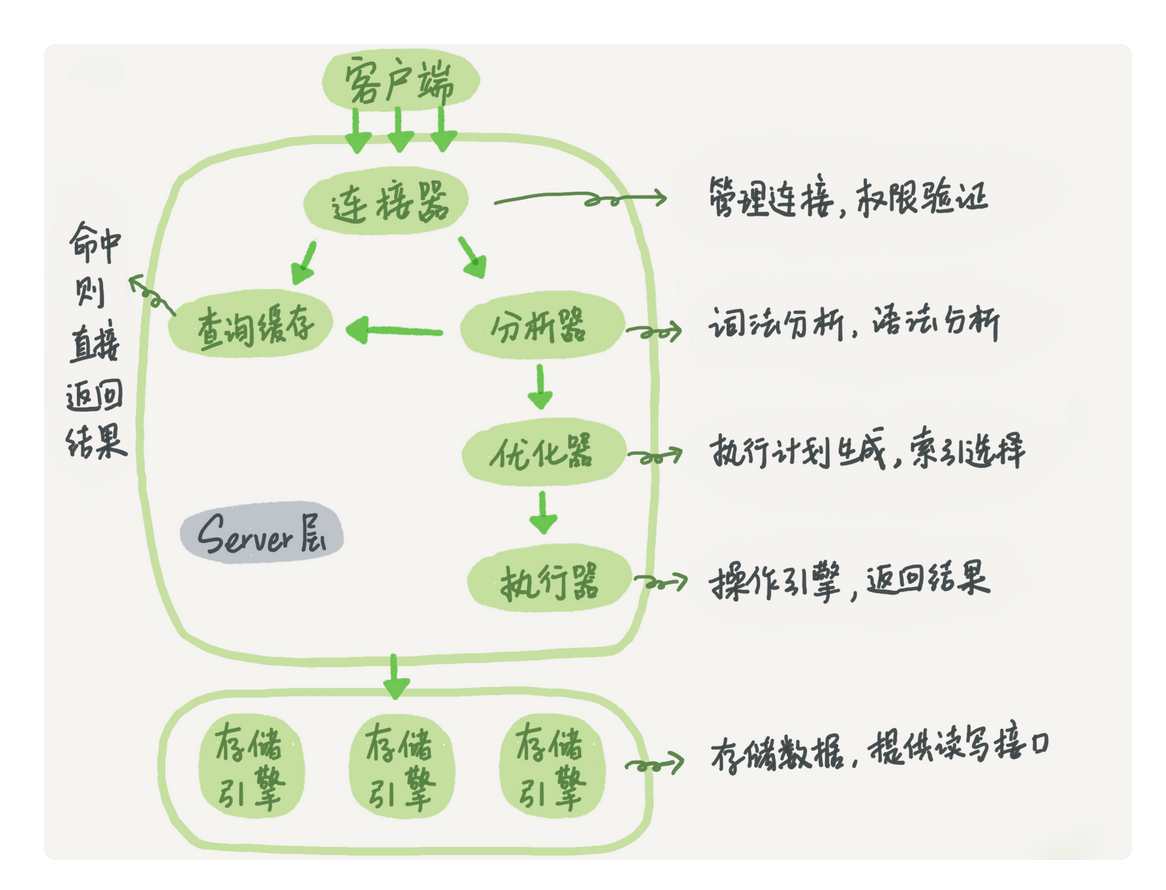 客户端
连接器
管理连接，权限验证
命中
则
直接
返回
结果
查询缓存
分析器
词法分析，语法分析
优化器
执行计划生成，索引选择
Server层
执行器
操作引擎，返回结果
存储
引擎
存储
引擎
存储
引擎
存储数据，提供读写接口